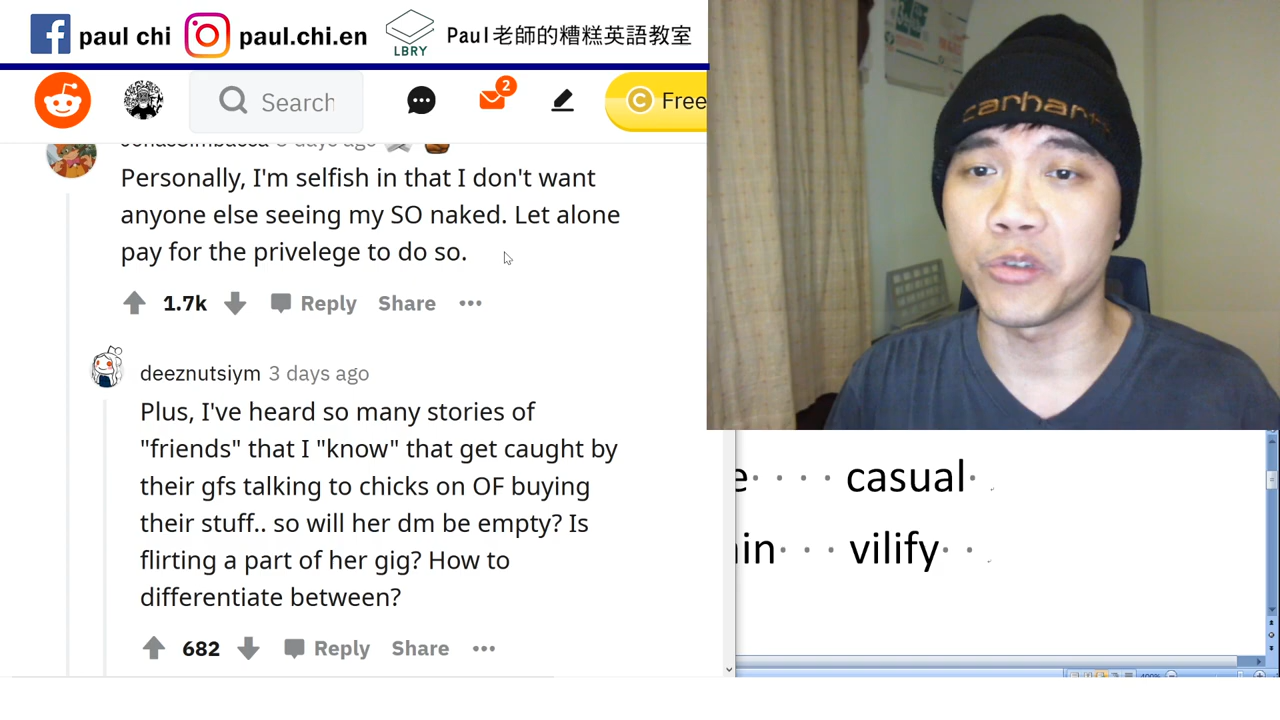 paul chi paul.chi.en LBRY Paul老師的糟糕英語教室
2
Search
Free
3 days ago
Personally, I'm selfish in that I don't want
anyone else seeing my SO naked. Let alone
pay for the privelege to do so.
1.7k Reply Share
deeznutsiym 3 days ago
Plus, I've heard so many stories of
"friends" that I "know" that get caught by
their gfs talking to chicks on OF buying
their stuff.. so will her dm be empty? Is
flirting a part of her gig? How to
differentiate between?
682 Reply Share
carhartt
e casual
in vilify